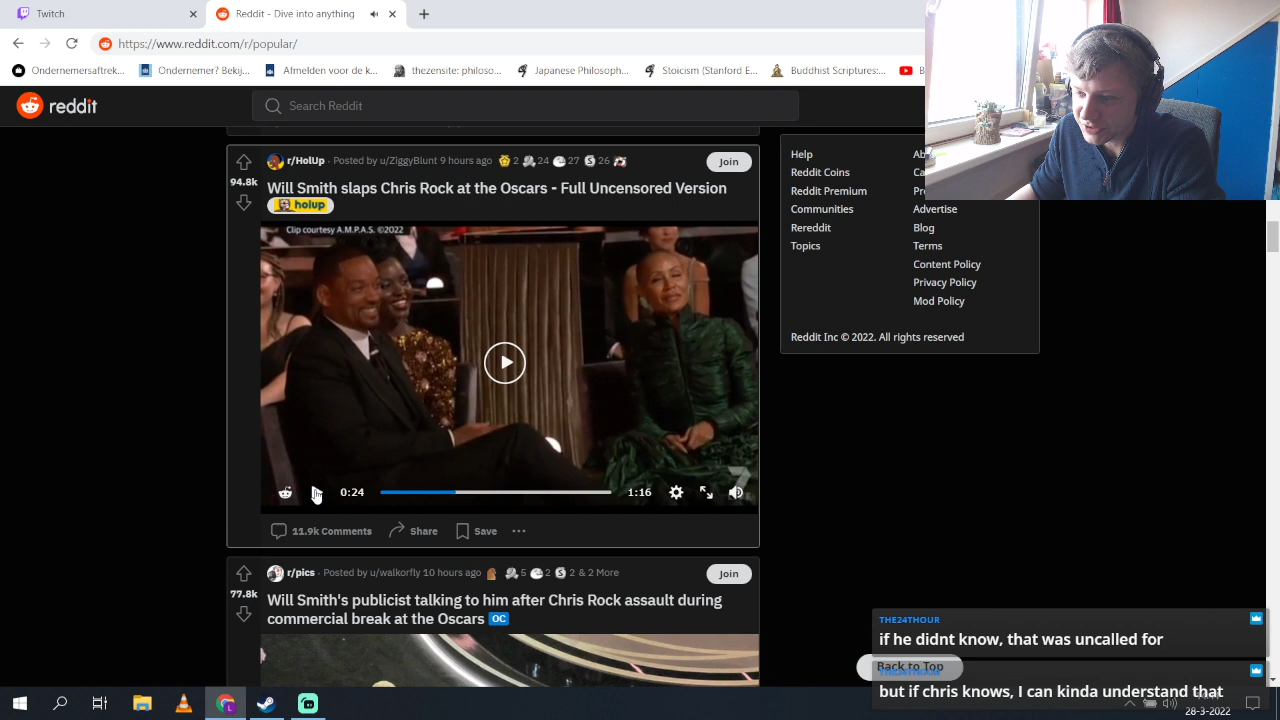 Twitch
Reddit - Dive into anything
https://www.reddit.com/r/popular/
Ondernemersaftrek...
Ondernemer? Bekij...
Afmelden voor de k...
thezensite: philoso...
Japanese Philosoph...
Stoicism (Stanford E...
Buddhist Scriptures:...
reddit
Search Reddit
94.8k
r/HolUp · Posted by u/ZiggyBlunt 9 hours ago 2 24 27 S 26
Join
Will Smith slaps Chris Rock at the Oscars - Full Uncensored Version
holup
Clip courtesy A.M.P.A.S. ©2022
7
0:24
1:16
11.9k Comments
Share
Save
77.8k
r/pics · Posted by u/walkorfly 10 hours ago 5 2 S 2 & 2 More
Join
Will Smith's publicist talking to him after Chris Rock assault during
commercial break at the Oscars OC
Help
Reddit Coins
Reddit Premium
Communities
Rereddit
Topics
Advertise
Blog
Terms
Content Policy
Privacy Policy
Mod Policy
Reddit Inc © 2022. All rights reserved
THE24THOUR
if he didnt know, that was uncalled for
Back to Top
but if chris knows, I can kinda understand that
28-3-2022